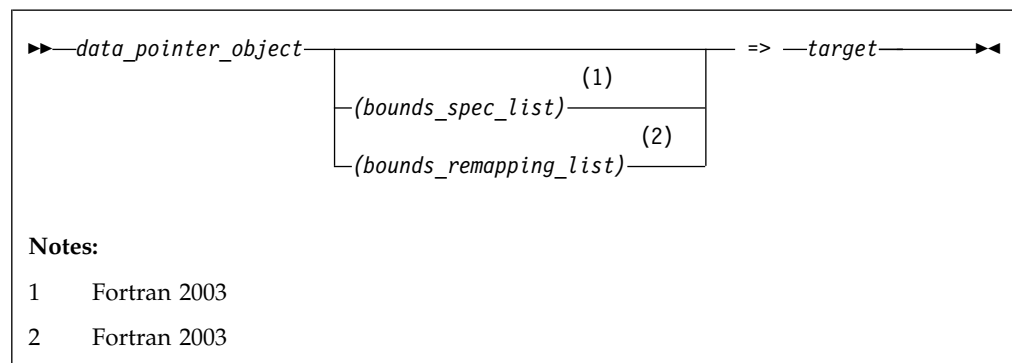 data_pointer_object => target
(1)
(bounds_spec_list)
(2)
(bounds_remapping_list)
Notes:
1 Fortran 2003
2 Fortran 2003